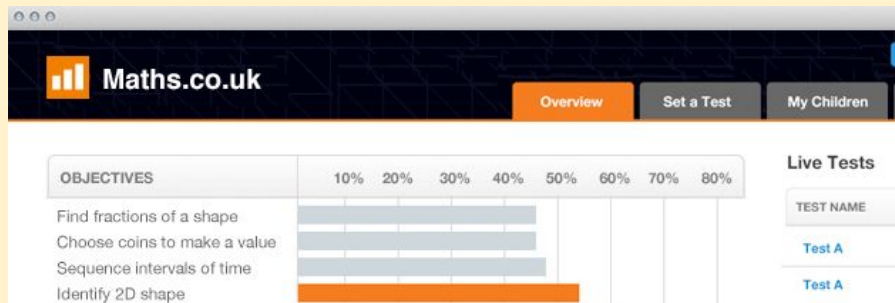 Maths.co.uk
Overview Set a Test My Children
OBJECTIVES 10% 20% 30% 40% 50% 60% 70% 80%
Find fractions of a shape
Choose coins to make a value
Sequence intervals of time
Identify 2D shape
Live Tests
TEST NAME
Test A
Test A